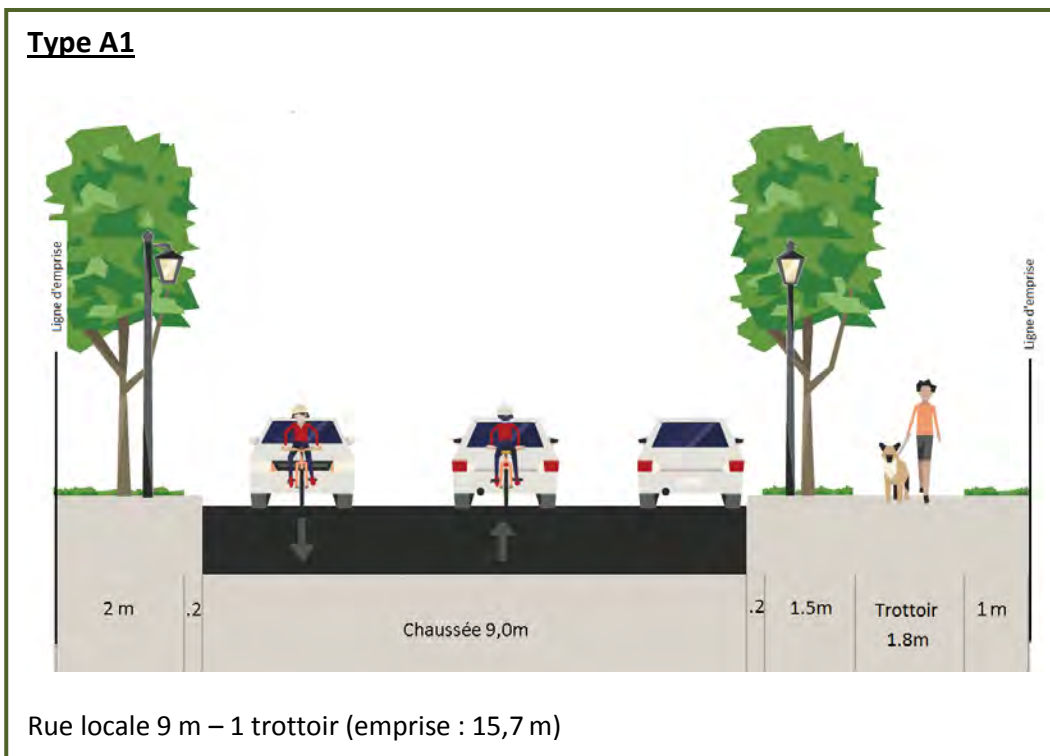 Type A1
Ligne d'emprise
Ligne d'emprise
2 m
.2
Chaussée 9,0m
.2
1.5m
Trottoir
1.8m
1 m
Rue locale 9 m – 1 trottoir (emprise : 15,7 m)